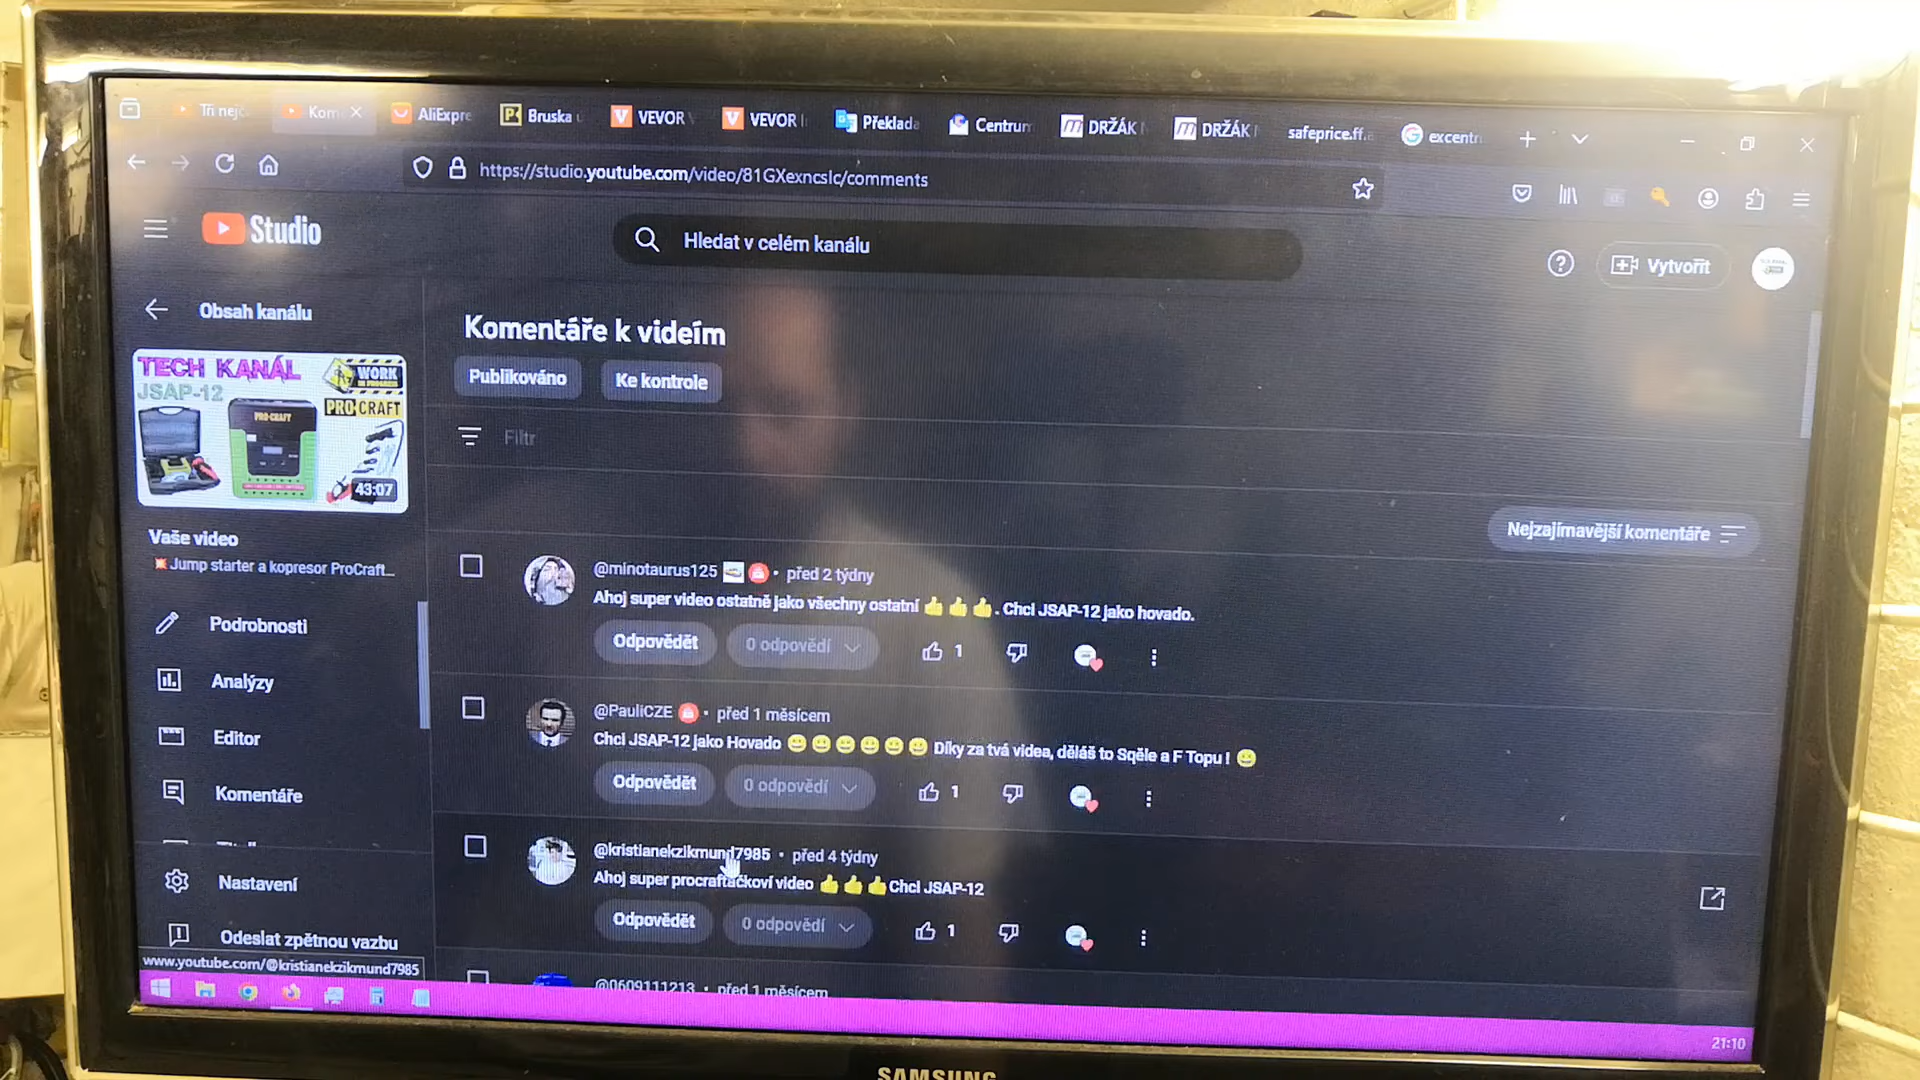 Tři nejč
Kom
AliExpre
Bruska
VEVOR
VEVOR
Překlada
Centrum
DRŽÁK
DRŽÁK
safeprice.ff.
excentr
https://studio.youtube.com/video/81GXexncslc/comments
Studio
Hledat v celém kanálu
Vytvořit
Obsah kanálu
TECH KANÁL
JSAP-12
WORK
PROCRAFT
PRO-CRAFT
43:07
Vaše video
Jump starter a kopresor ProCraft...
Podrobnosti
Analýzy
Editor
Komentáře
Nastavení
Odeslat zpětnou vazbu
www.youtube.com/@kristianekzikmund7985
Komentáře k videím
Publikováno
Ke kontrole
Filtr
Nejzajímavější komentáře
@minotaurus125 • před 2 týdny
Ahoj super video ostatně jako všechny ostatní 👍 👍 👍. Chci JSAP-12 jako hovado.
Odpovědět 0 odpovědí 1
@PauliCZE • před 1 měsícem
Chci JSAP-12 jako Hovado 😀 😀 😀 😀 😀 😀 Díky za tvá videa, děláš to Sqěle a F Topu ! 😀
Odpovědět 0 odpovědí 1
@kristianekzikmund7985 • před 4 týdny
Ahoj super procraftačkoví video 👍 👍 👍Chci JSAP-12
Odpovědět 0 odpovědí 1
@0609111213 • před 1 měsícem
21:10
SAMSUNG